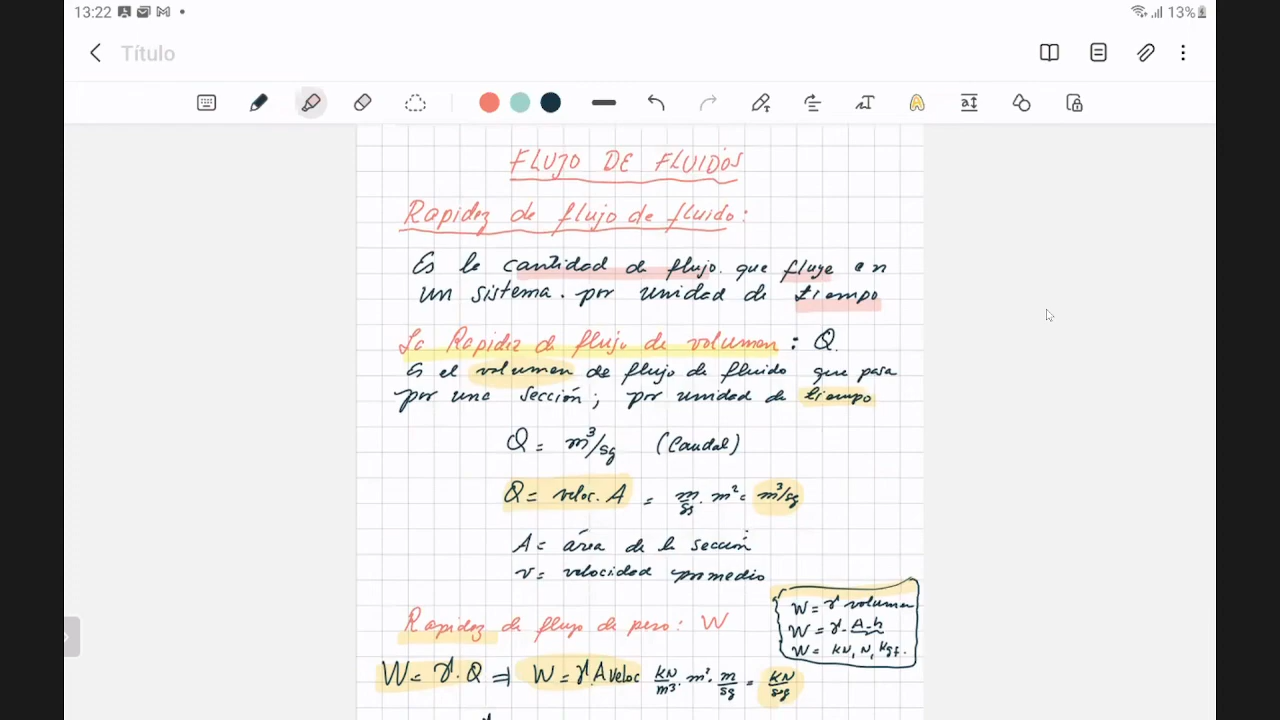 13:22
13%
Título
FLUJO DE FLUIDOS
Rapidez de flujo de fluido:
Es la cantidad de flujo que fluye en
un sistema por unidad de tiempo
La Rapidez de flujo de volumen: Q
Es el volumen de flujo de fluido que pasa
por una sección; por unidad de tiempo
Q = m³/sg (Caudal)
Q = veloc. A = m/sg · m² = m³/sg
A = área de la sección
v = velocidad promedio
Rapidez de flujo de peso: W
W = γ volumen
W = γ · A·h
W = kN, N, Kgf.
W = γ · Q ⇒ W = γ.A veloc kN/m³ · m² · m/sg = kN/sg